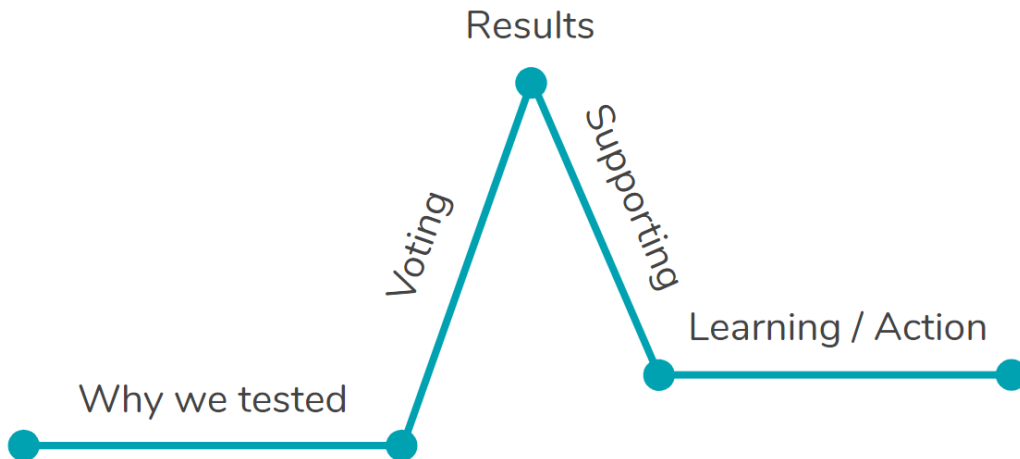 Results
Supporting
Voting
Learning / Action
Why we tested